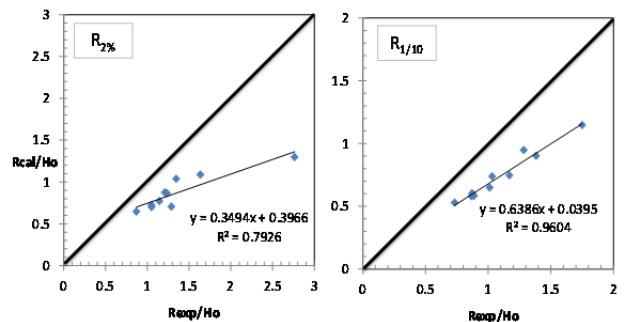 R2%
3
2.5
2
1.5
1
0.5
0
Rcal/Ho
y = 0.3494x + 0.3966
R² = 0.7926
0 0.5 1 1.5 2 2.5 3
Rexp/Ho
R1/10
2
1.5
1
0.5
0
y = 0.6386x + 0.0395
R² = 0.9604
0 0.5 1 1.5 2
Rexp/Ho